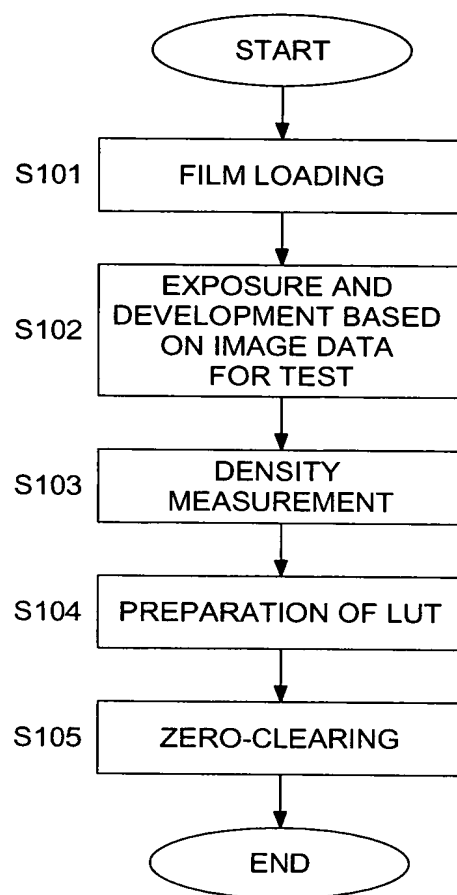 START
S101
FILM LOADING
S102
EXPOSURE AND
DEVELOPMENT BASED
ON IMAGE DATA
FOR TEST
S103
DENSITY
MEASUREMENT
S104
PREPARATION OF LUT
S105
ZERO-CLEARING
END